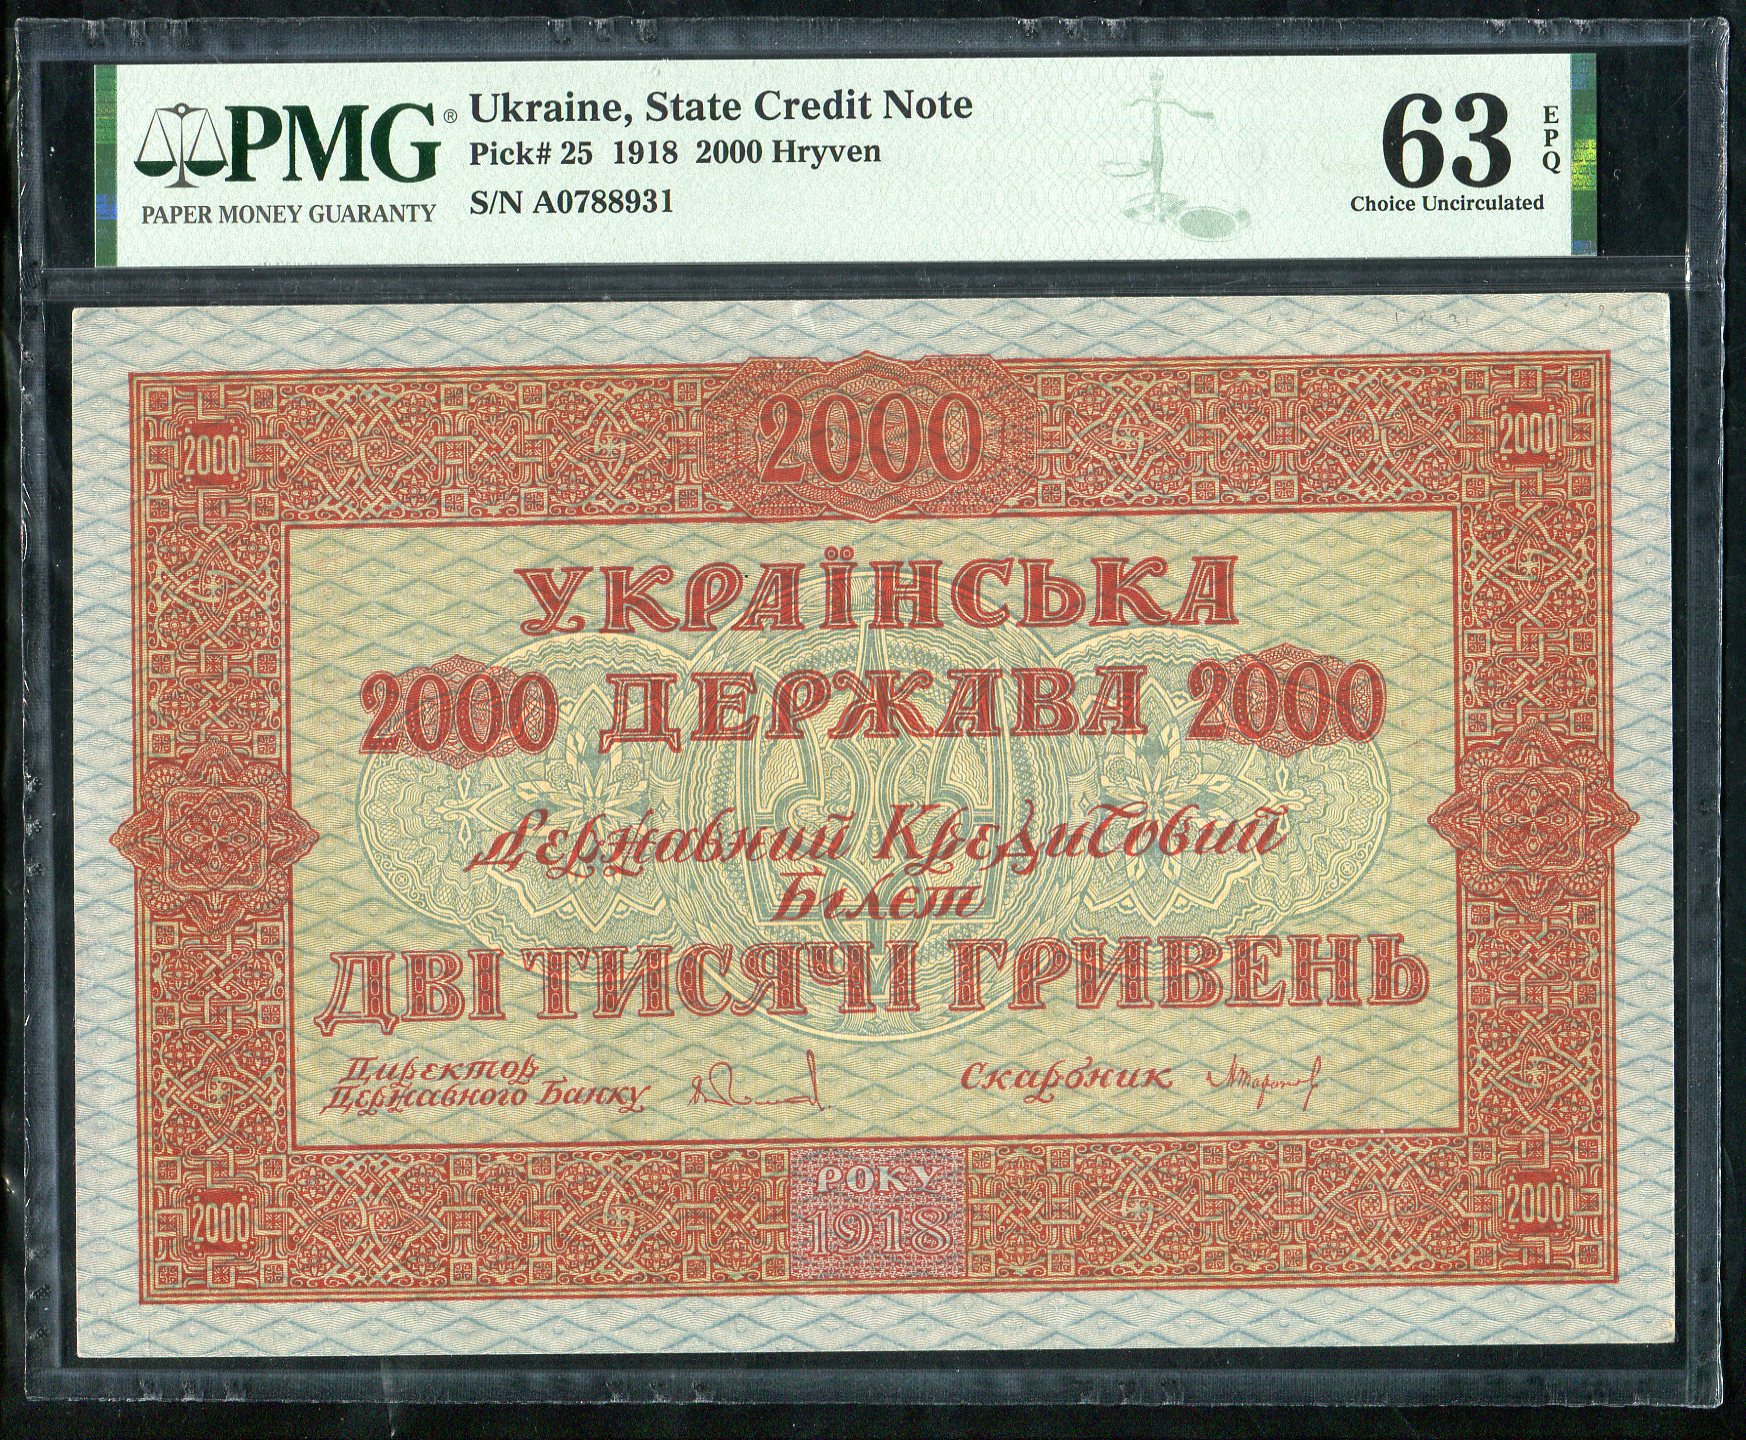 PMG®
PAPER MONEY GUARANTY
Ukraine, State Credit Note
Pick# 25 1918 2000 Hryven
S/N A0788931
63
EPQ
Choice Uncirculated
2000
2000
2000
УКРАЇНСЬКА
2000 ДЕРЖАВА 2000
Державний Кредитовий
Білєт
ДВІ ТИСЯЧІ ГРИВЕНЬ
Директор
Державного Банку
Скарбник
2000
РОКУ
1918
2000